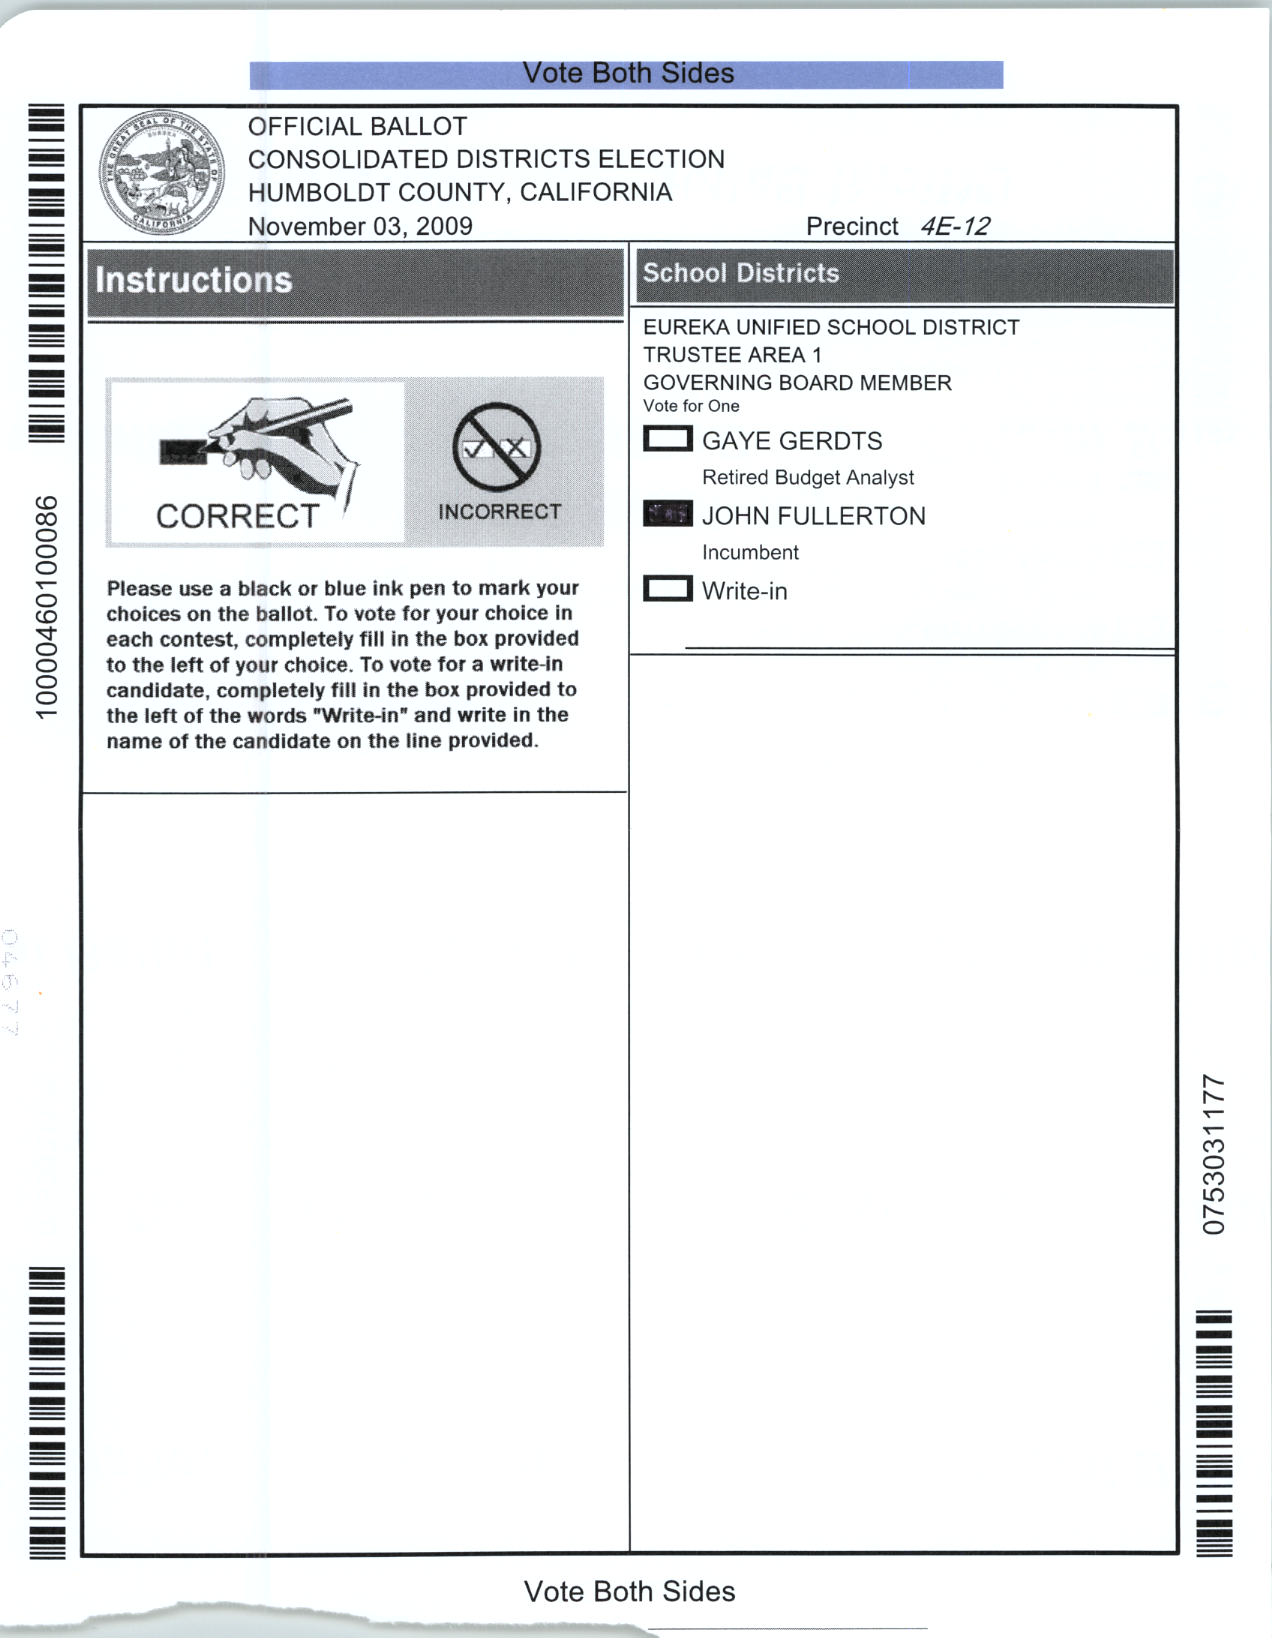 Vote Both Sides
OFFICIAL BALLOT
CONSOLIDATED DISTRICTS ELECTION
HUMBOLDT COUNTY, CALIFORNIA
November 03, 2009 Precinct 4E-12
THE GREAT SEAL OF THE STATE OF CALIFORNIA
EUREKA
Instructions
CORRECT
INCORRECT
Please use a black or blue ink pen to mark your
choices on the ballot. To vote for your choice in
each contest, completely fill in the box provided
to the left of your choice. To vote for a write-in
candidate, completely fill in the box provided to
the left of the words "Write-in" and write in the
name of the candidate on the line provided.
School Districts
EUREKA UNIFIED SCHOOL DISTRICT
TRUSTEE AREA 1
GOVERNING BOARD MEMBER
Vote for One
GAYE GERDTS
Retired Budget Analyst
JOHN FULLERTON
Incumbent
Write-in
10000460100086
04677
0753031177
Vote Both Sides